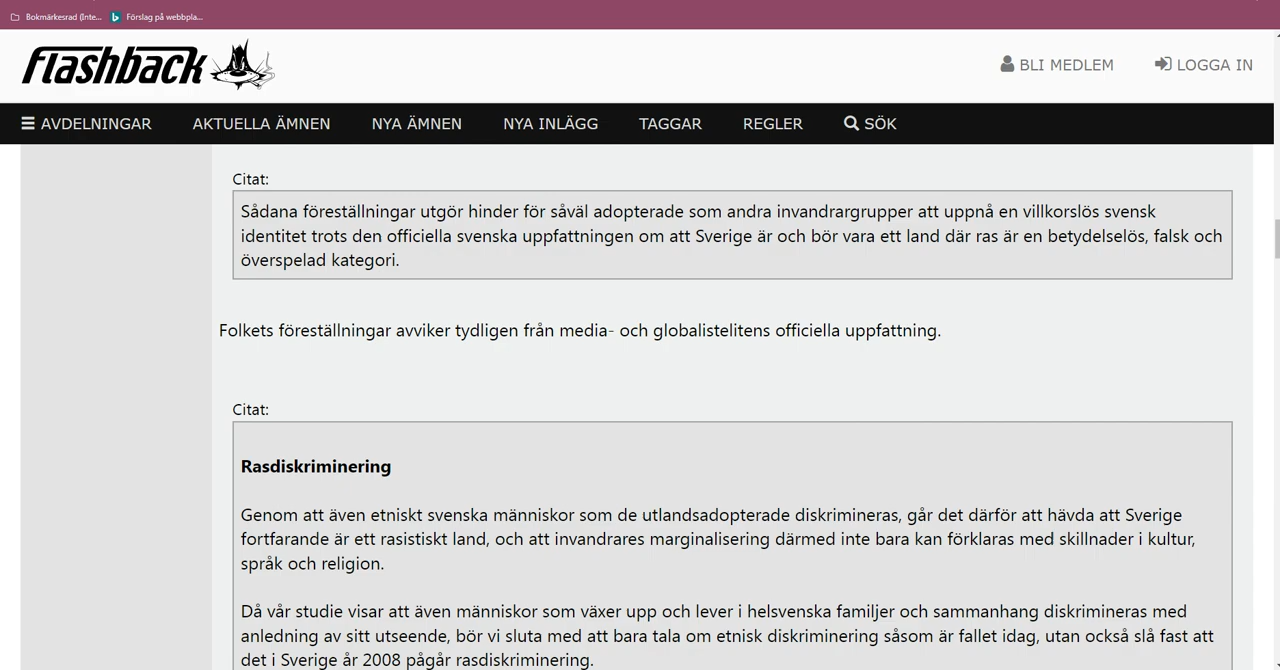 Bokmärkesrad (Inte...
Förslag på webbpla...
flashback
BLI MEDLEM
LOGGA IN
AVDELNINGAR
AKTUELLA ÄMNEN
NYA ÄMNEN
NYA INLÄGG
TAGGAR
REGLER
SÖK
Citat:
Sådana föreställningar utgör hinder för såväl adopterade som andra invandrargrupper att uppnå en villkorslös svensk
identitet trots den officiella svenska uppfattningen om att Sverige är och bör vara ett land där ras är en betydelselös, falsk och
överspelad kategori.
Folkets föreställningar avviker tydligen från media- och globalistelitens officiella uppfattning.
Citat:
Rasdiskriminering
Genom att även etniskt svenska människor som de utlandsadopterade diskrimineras, går det därför att hävda att Sverige
fortfarande är ett rasistiskt land, och att invandrares marginalisering därmed inte bara kan förklaras med skillnader i kultur,
språk och religion.
Då vår studie visar att även människor som växer upp och lever i helsvenska familjer och sammanhang diskrimineras med
anledning av sitt utseende, bör vi sluta med att bara tala om etnisk diskriminering såsom är fallet idag, utan också slå fast att
det i Sverige år 2008 pågår rasdiskriminering.